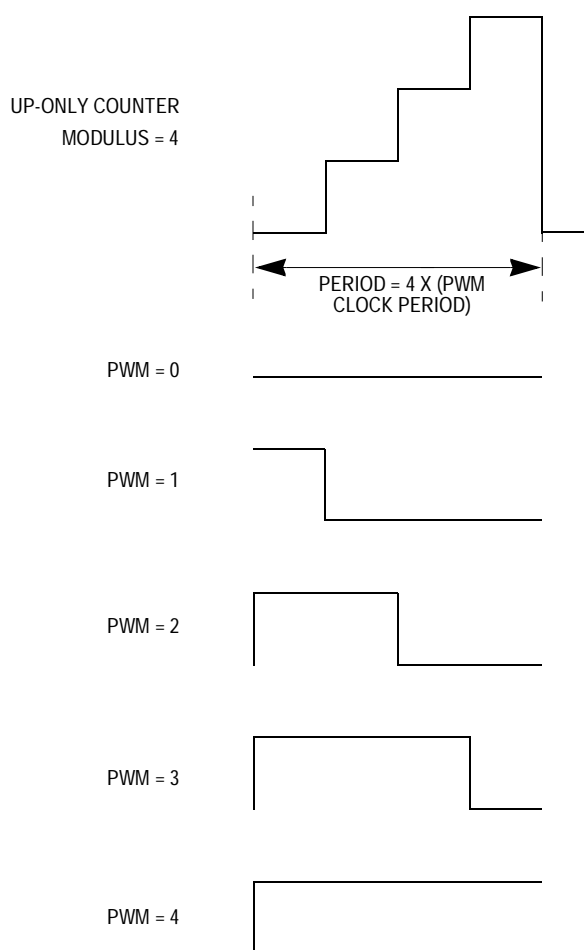 UP-ONLY COUNTER
MODULUS = 4
PERIOD = 4 X (PWM
CLOCK PERIOD)
PWM = 0
PWM = 1
PWM = 2
PWM = 3
PWM = 4